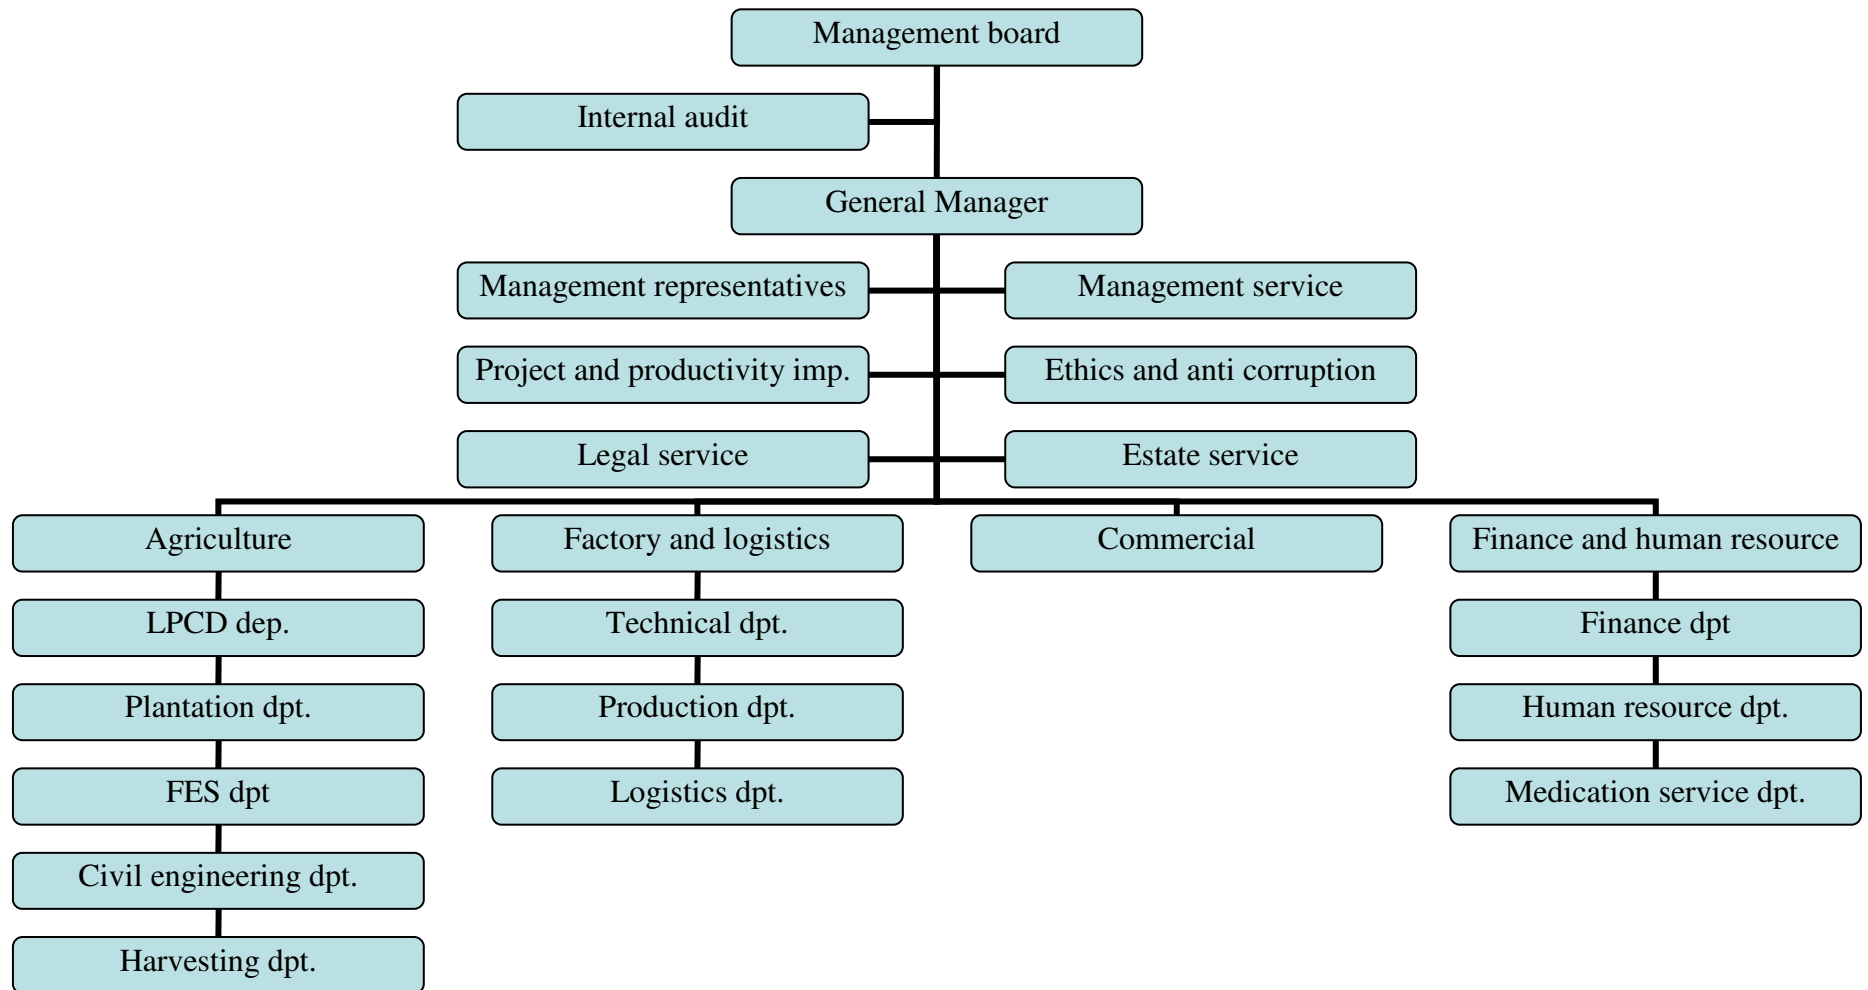 Management board
Internal audit
General Manager
Management representatives
Management service
Project and productivity imp.
Ethics and anti corruption
Legal service
Estate service
Agriculture
Factory and logistics
Commercial
Finance and human resource
LPCD dep.
Technical dpt.
Finance dpt
Plantation dpt.
Production dpt.
Human resource dpt.
FES dpt
Logistics dpt.
Medication service dpt.
Civil engineering dpt.
Harvesting dpt.